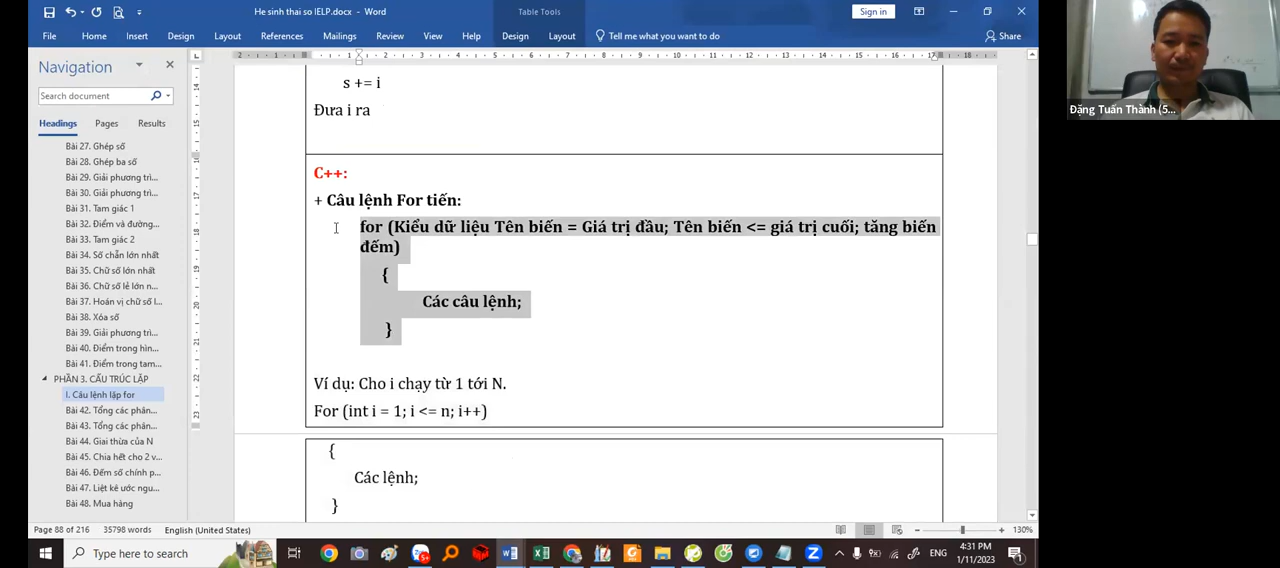 He sinh thai so IELP.docx - Word
Table Tools
Sign in
File Home Insert Draw Design Layout References Mailings Review View Help Design Layout Tell me what you want to do Share
Đặng Tuấn Thành (5...
Navigation
Search document
Headings Pages Results
Bài 27. Ghép số
Bài 28. Ghép ba số
Bài 29. Giải phương trì...
Bài 30. Giải phương trì...
Bài 31. Tam giác 1
Bài 32. Điểm và đường...
Bài 33. Tam giác 2
Bài 34. Số chẵn lớn nhất
Bài 35. Chữ số lớn nhất
Bài 36. Chữ số lẻ lớn n...
Bài 37. Hoán vị chữ số l...
Bài 38. Xóa số
Bài 39. Giải phương trì...
Bài 40. Điểm trong hìn...
Bài 41. Điểm trong tam...
PHẦN 3. CẤU TRÚC LẶP
I. Câu lệnh lặp for
Bài 42. Tổng các phân...
Bài 43. Tổng các phân...
Bài 44. Giai thừa của N
Bài 45. Chia hết cho 2 v...
Bài 46. Đếm số chính p...
Bài 47. Liệt kê ước ngu...
Bài 48. Mua hàng
s += i
Đưa i ra
C++:
+ Câu lệnh For tiến:
for (Kiểu dữ liệu Tên biến = Giá trị đầu; Tên biến <= giá trị cuối; tăng biến
đếm)
{
Các câu lệnh;
}
Ví dụ: Cho i chạy từ 1 tới N.
For (int i = 1; i <= n; i++)
{
Các lệnh;
}
Page 88 of 216 35798 words English (United States) 130%
Type here to search
ENG
4:31 PM
1/11/2023